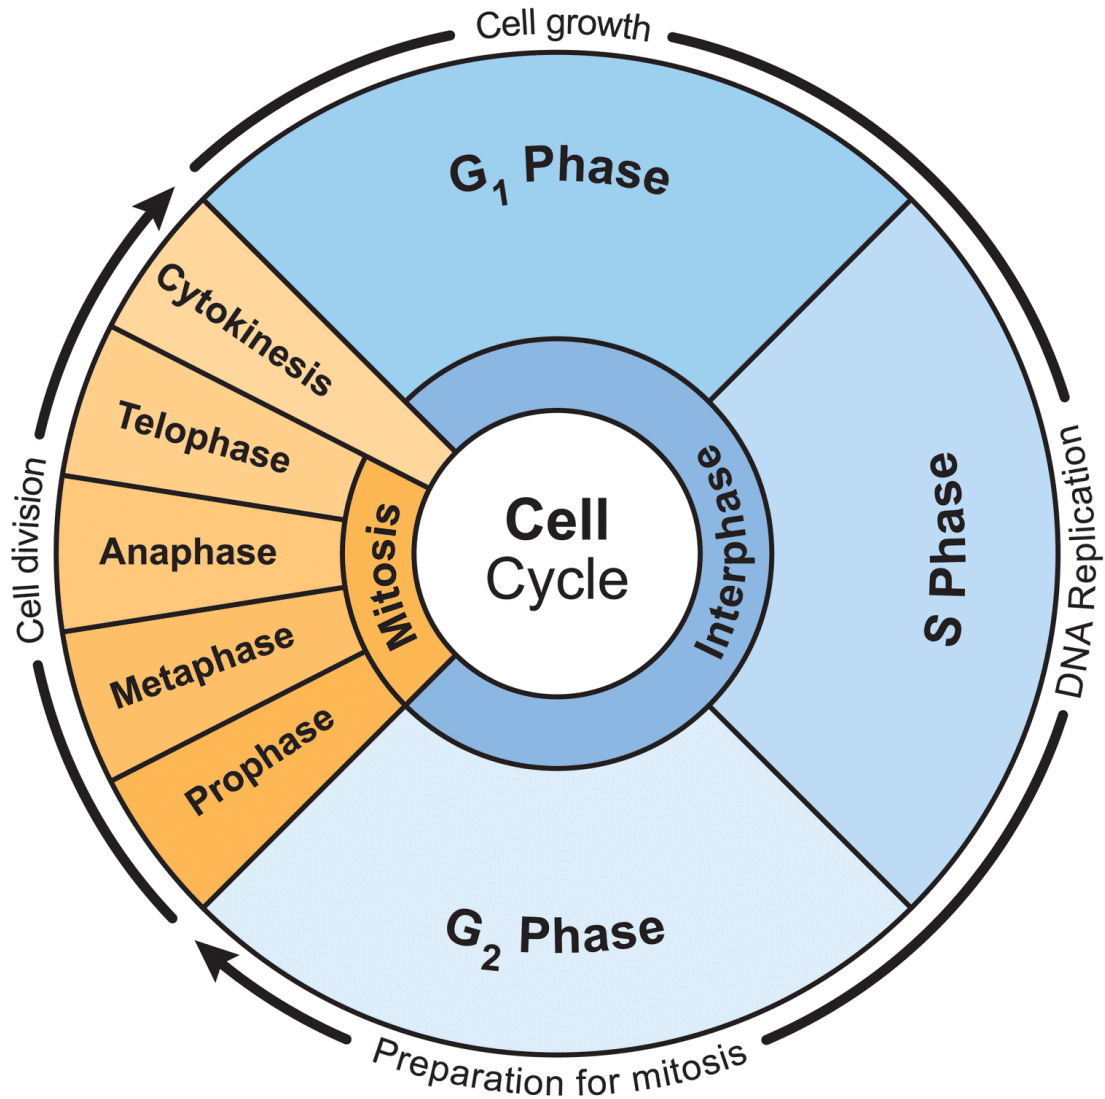 Cell growth
G₁ Phase
Cytokinesis
Telophase
Anaphase
Metaphase
Prophase
Mitosis
Cell
Cycle
Interphase
S Phase
DNA Replication
Cell division
G₂ Phase
Preparation for mitosis